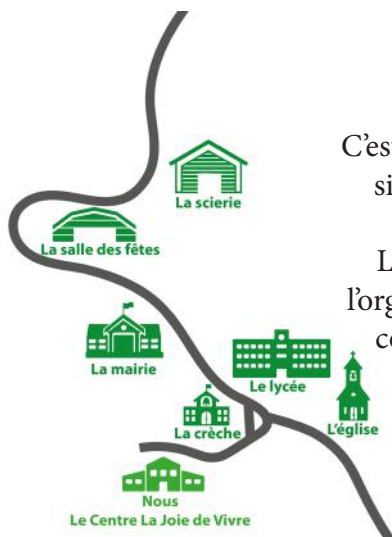 C'es
si
La scierie
La salle des fêtes
L
l'org
co
La mairie
Le lycée
La crèche
L'église
Nous
Le Centre La Joie de Vivre